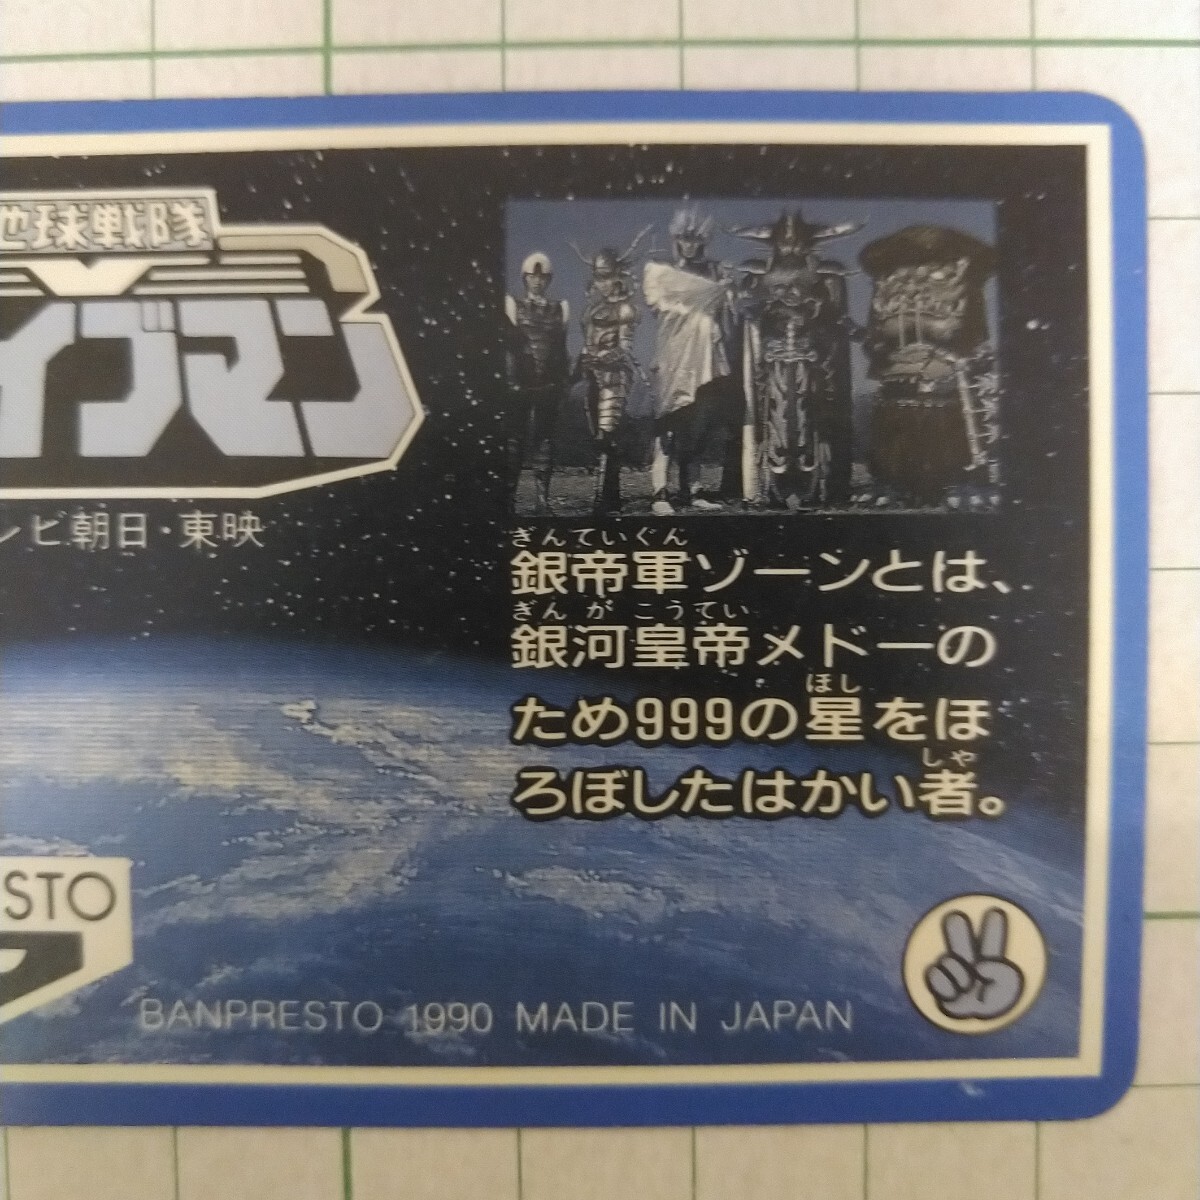 地球戦隊
イブマン
レビ朝日・東映
ぎんていぐん
銀帝軍ゾーンとは、
ぎんがこうてい
銀河皇帝メドーの
ほし
ため999の星をほ
しゃ
ろぼしたはかい者。
STO
BANPRESTO 1990 MADE IN JAPAN